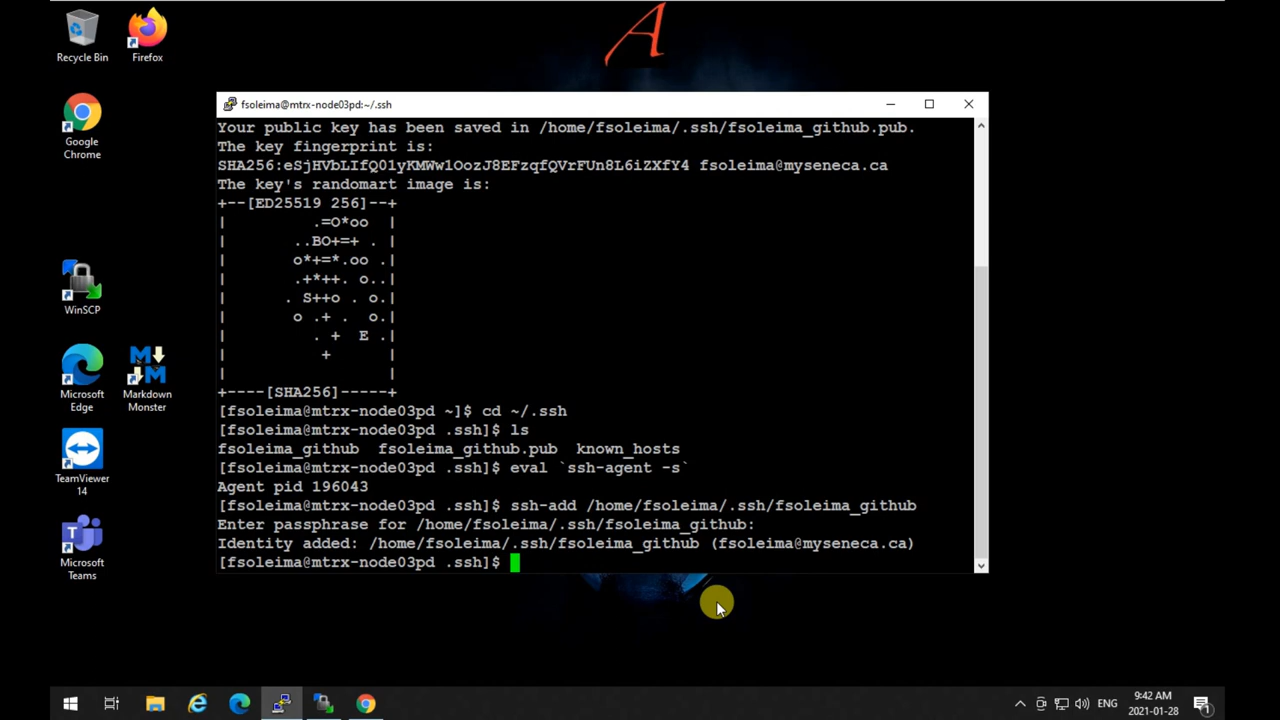 A
Recycle Bin
Firefox
Google
Chrome
WinSCP
Microsoft
Edge
Markdown
Monster
TeamViewer
14
Microsoft
Teams
fsoleima@mtrx-node03pd:~/.ssh
Your public key has been saved in /home/fsoleima/.ssh/fsoleima_github.pub.
The key fingerprint is:
SHA256:eSjHVbLIfQ01yKMWw1OozJ8EFzqfQVrFUn8L6iZXfY4 fsoleima@myseneca.ca
The key's randomart image is:
+--[ED25519 256]--+
|          .=O*oo  |
|        ..BO+=+ . |
|        o*+=*.oo .|
|        .+*++. o..|
|       . S++o . o.|
|        o .+ .  o.|
|          . +  E .|
|           +      |
|                  |
+----[SHA256]-----+
[fsoleima@mtrx-node03pd ~]$ cd ~/.ssh
[fsoleima@mtrx-node03pd .ssh]$ ls
fsoleima_github  fsoleima_github.pub  known_hosts
[fsoleima@mtrx-node03pd .ssh]$ eval `ssh-agent -s`
Agent pid 196043
[fsoleima@mtrx-node03pd .ssh]$ ssh-add /home/fsoleima/.ssh/fsoleima_github
Enter passphrase for /home/fsoleima/.ssh/fsoleima_github:
Identity added: /home/fsoleima/.ssh/fsoleima_github (fsoleima@myseneca.ca)
[fsoleima@mtrx-node03pd .ssh]$
ENG
9:42 AM
2021-01-28
1